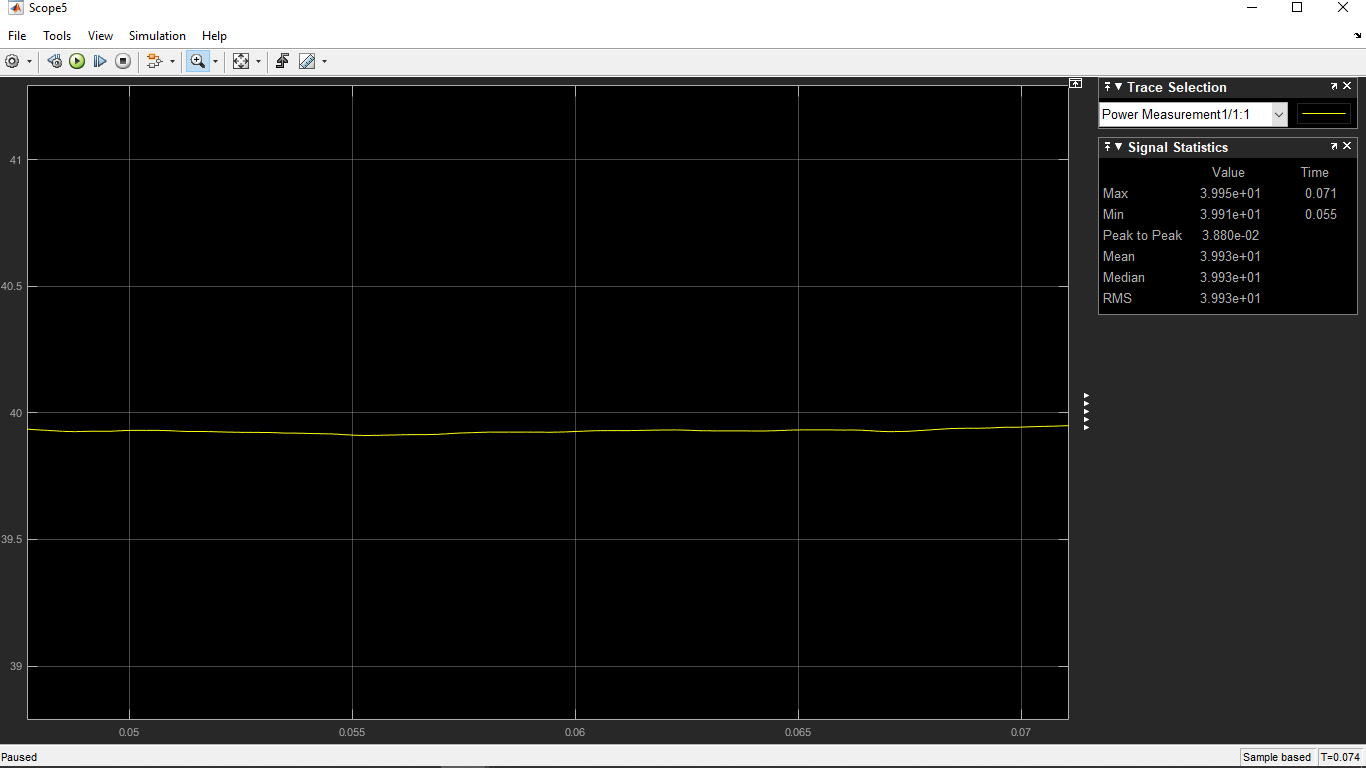 Scope5
File Tools View Simulation Help
Trace Selection
Power Measurement1/1:1
Signal Statistics
Value Time
Max 3.995e+01 0.071
Min 3.991e+01 0.055
Peak to Peak 3.880e-02
Mean 3.993e+01
Median 3.993e+01
RMS 3.993e+01
41
40.5
40
39.5
39
0.05 0.055 0.06 0.065 0.07
Paused Sample based T=0.074